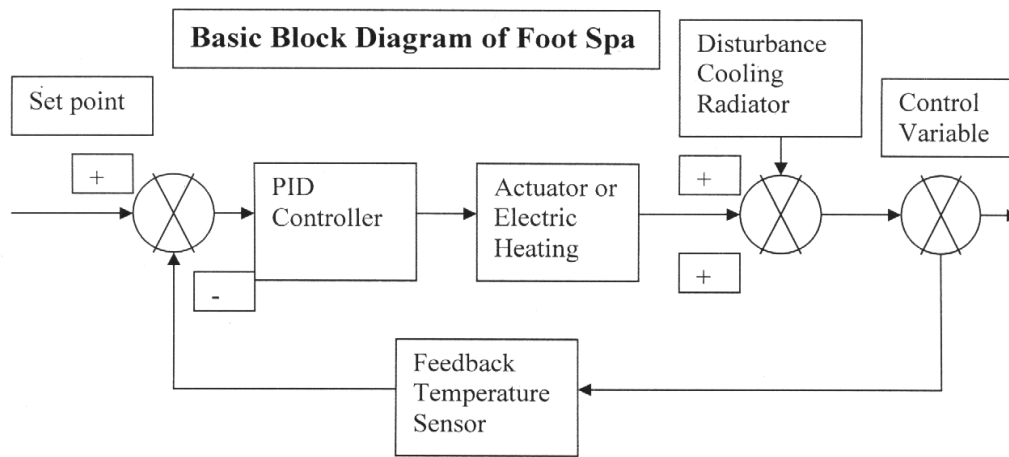 Basic Block Diagram of Foot Spa
Disturbance
Cooling
Radiator
Set point
Control
Variable
+
PID
Controller
Actuator or
Electric
Heating
+
+
-
Feedback
Temperature
Sensor